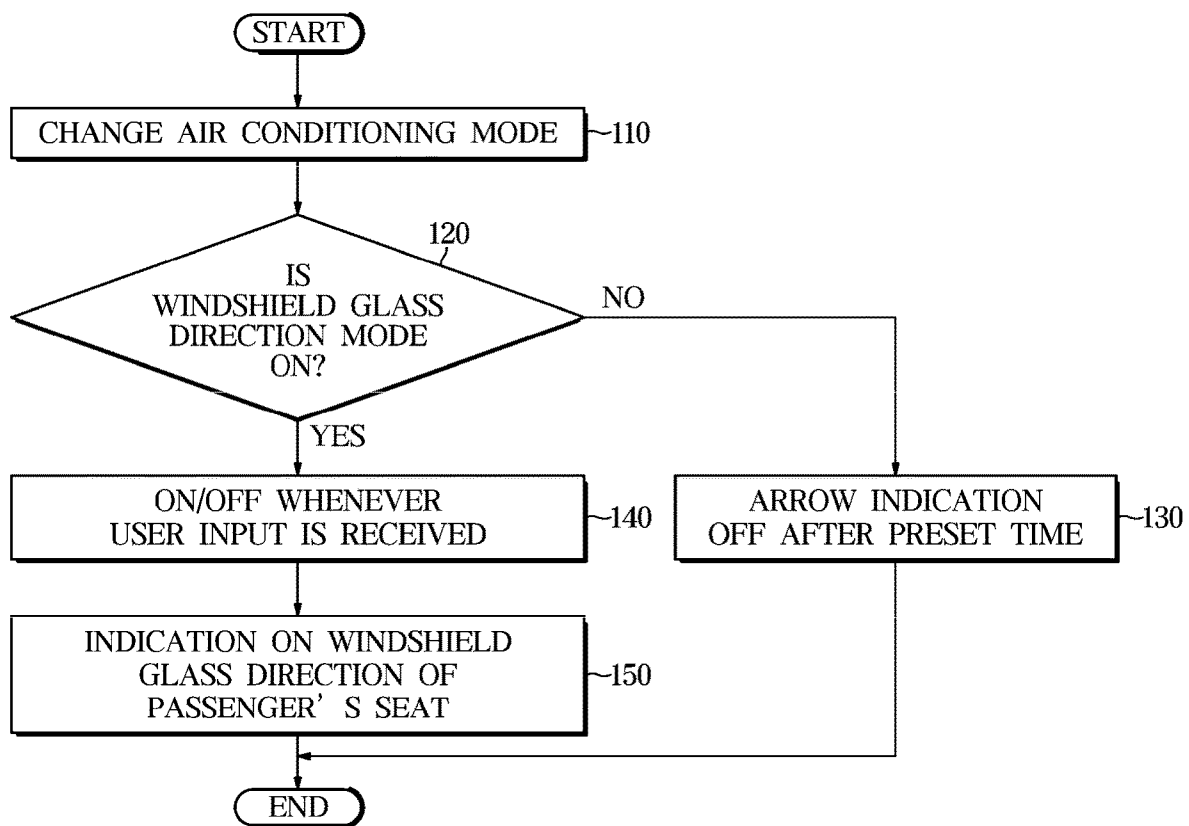 START
CHANGE AIR CONDITIONING MODE
110
120
IS
WINDSHIELD GLASS
DIRECTION MODE
ON?
NO
YES
ON/OFF WHENEVER
USER INPUT IS RECEIVED
140
ARROW INDICATION
OFF AFTER PRESET TIME
130
INDICATION ON WINDSHIELD
GLASS DIRECTION OF
PASSENGER' S SEAT
150
END